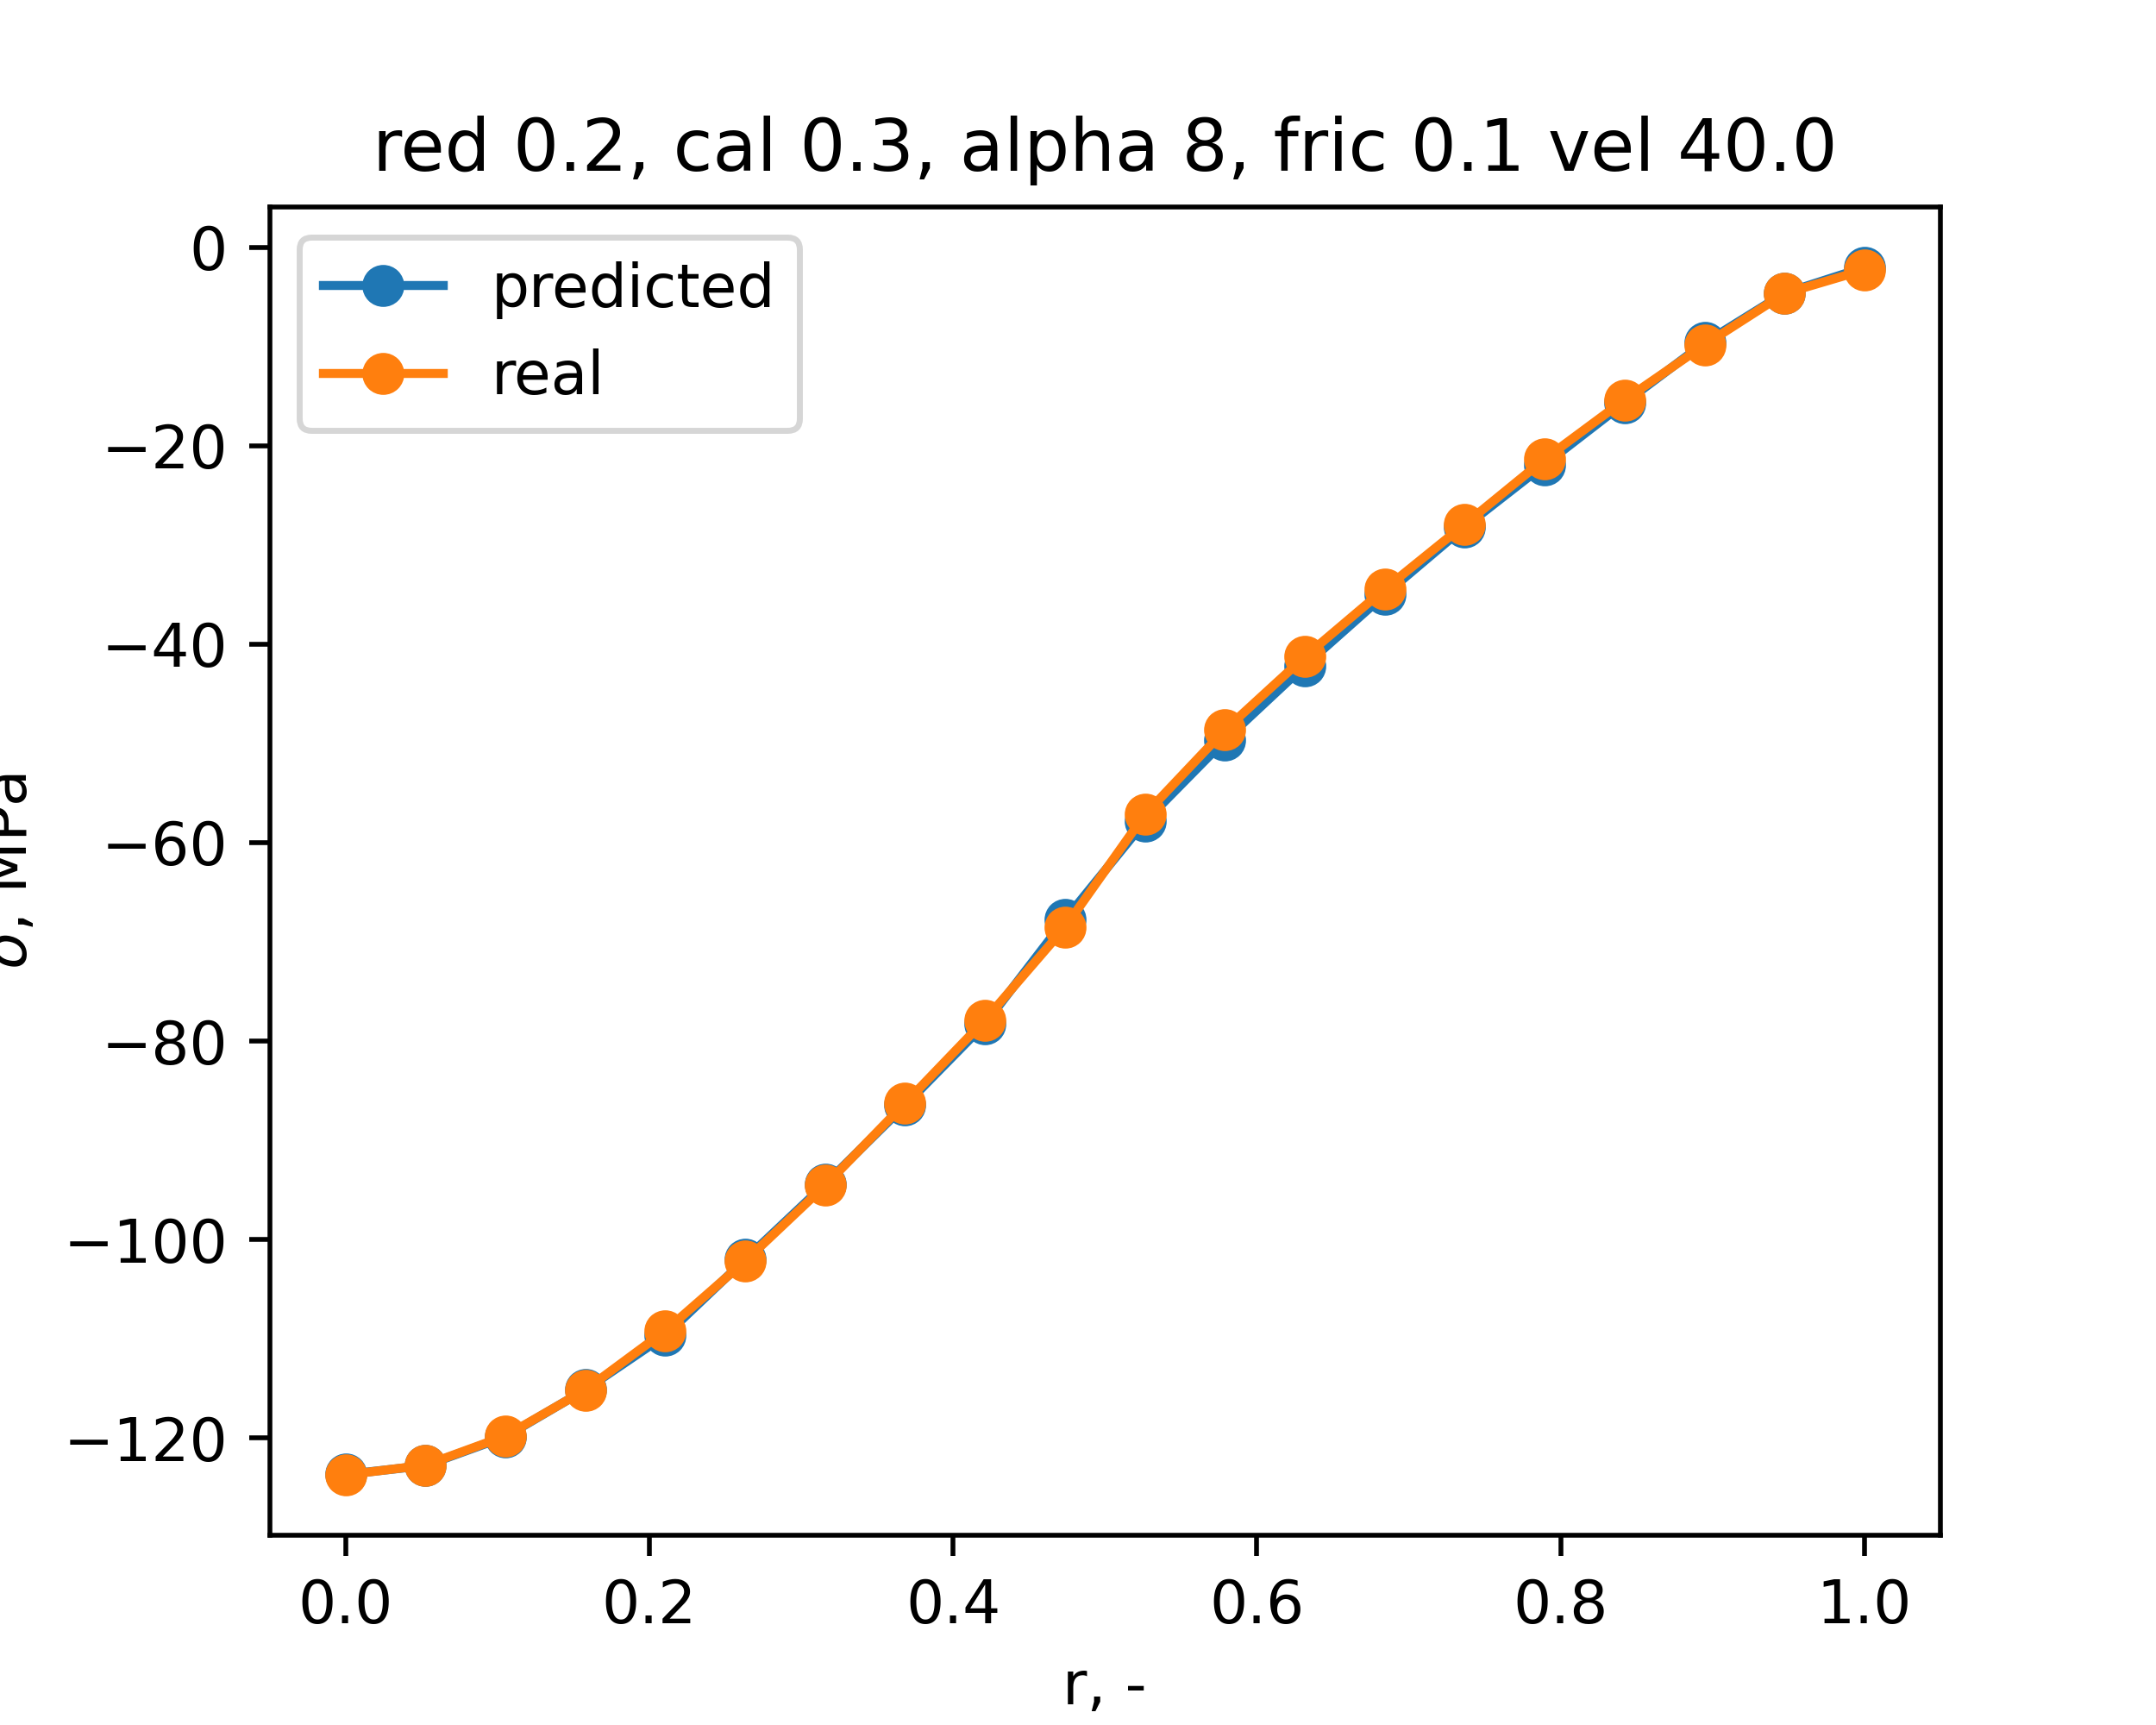 red 0.2, cal 0.3, alpha 8, fric 0.1 vel 40.0
predicted
real
0
−20
−40
−60
−80
−100
−120
σ, MPa
0.0 0.2 0.4 0.6 0.8 1.0
r, -